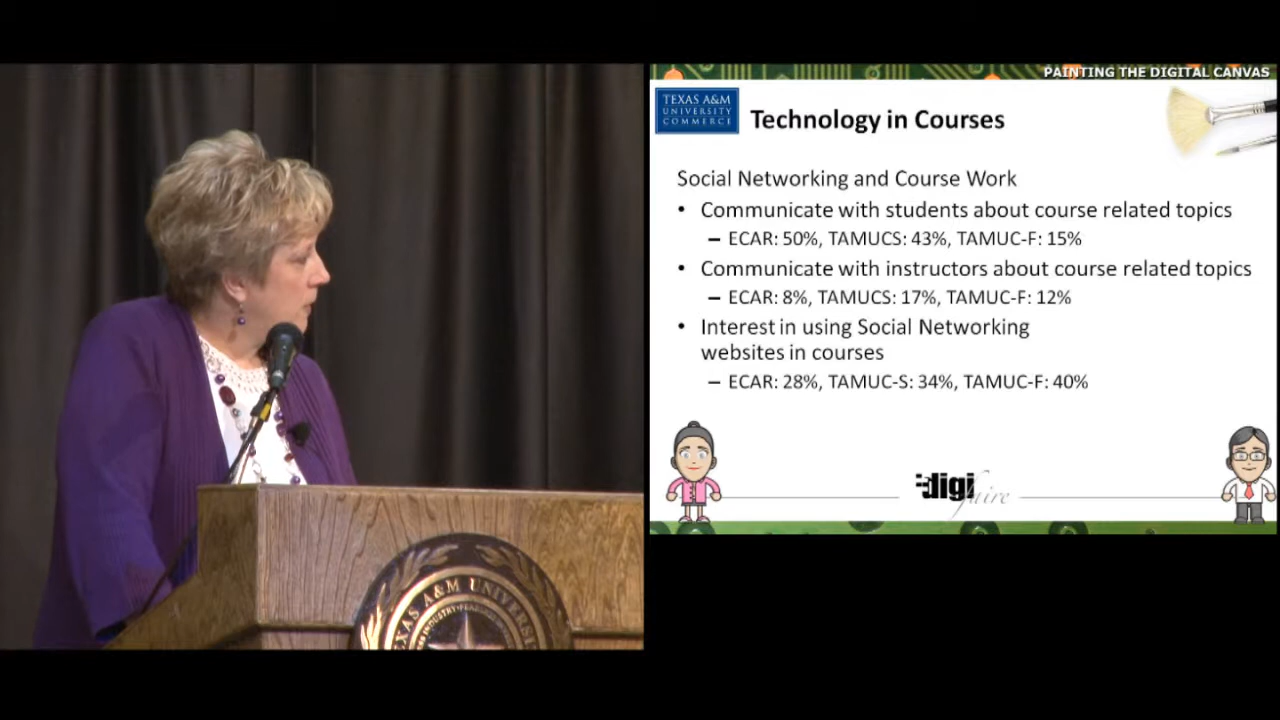 PAINTING THE DIGITAL CANVAS
TEXAS A&M
UNIVERSITY
COMMERCE
Technology in Courses
Social Networking and Course Work
• Communicate with students about course related topics
– ECAR: 50%, TAMUCS: 43%, TAMUC-F: 15%
• Communicate with instructors about course related topics
– ECAR: 8%, TAMUCS: 17%, TAMUC-F: 12%
• Interest in using Social Networking
websites in courses
– ECAR: 28%, TAMUC-S: 34%, TAMUC-F: 40%
digi
faire
TEXAS A&M UNIVERS
INDUSTRY